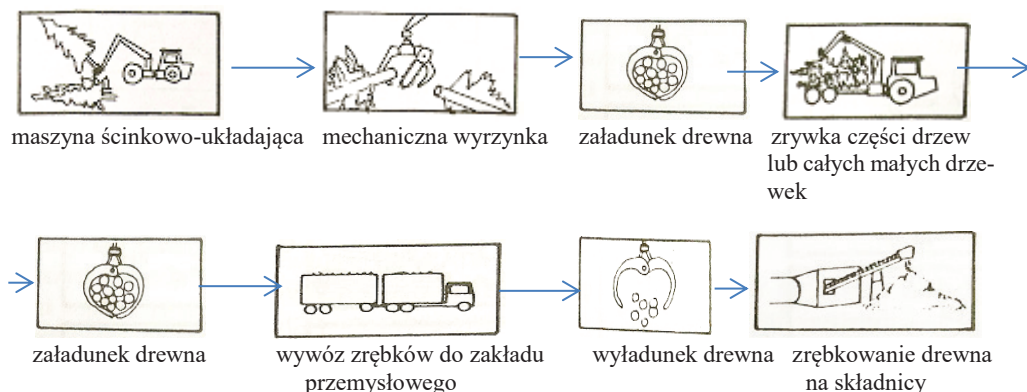 maszyna ścinkowo-układająca mechaniczna wyrzynka załadunek drewna zrywka części drzew
lub całych małych drze-
wek
załadunek drewna wywóz zrębków do zakładu wyładunek drewna zrębkowanie drewna
przemysłowego na składnicy